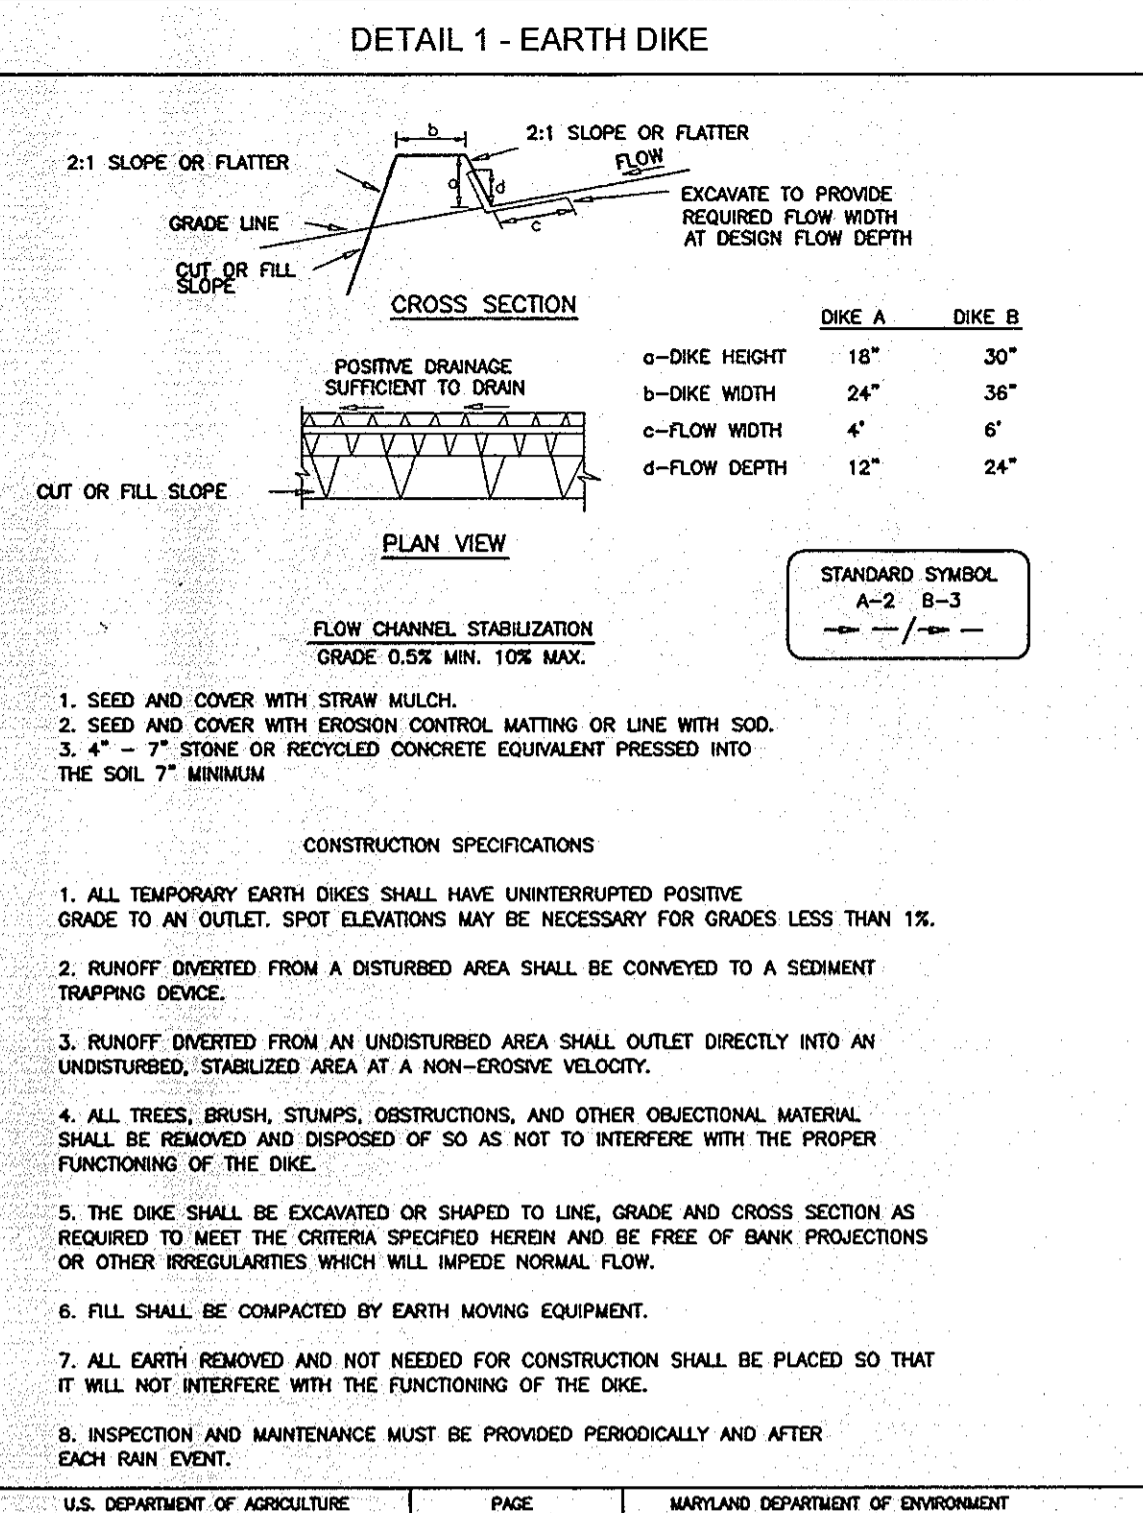 DETAIL 1 - EARTH DIKE
b
2:1 SLOPE OR FLATTER
2:1 SLOPE OR FLATTER
FLOW
a
d
EXCAVATE TO PROVIDE
REQUIRED FLOW WIDTH
AT DESIGN FLOW DEPTH
GRADE LINE
c
CUT OR FILL
SLOPE
CROSS SECTION
DIKE A DIKE B
a-DIKE HEIGHT 18" 30"
b-DIKE WIDTH 24" 36"
c-FLOW WIDTH 4' 6'
d-FLOW DEPTH 12" 24"
POSITIVE DRAINAGE
SUFFICIENT TO DRAIN
CUT OR FILL SLOPE
PLAN VIEW
STANDARD SYMBOL
A-2 B-3
/
FLOW CHANNEL STABILIZATION
GRADE 0.5% MIN. 10% MAX.
1. SEED AND COVER WITH STRAW MULCH.
2. SEED AND COVER WITH EROSION CONTROL MATTING OR LINE WITH SOD.
3. 4" - 7" STONE OR RECYCLED CONCRETE EQUIVALENT PRESSED INTO
THE SOIL 7" MINIMUM
CONSTRUCTION SPECIFICATIONS
1. ALL TEMPORARY EARTH DIKES SHALL HAVE UNINTERRUPTED POSITIVE
GRADE TO AN OUTLET. SPOT ELEVATIONS MAY BE NECESSARY FOR GRADES LESS THAN 1%.
2. RUNOFF DIVERTED FROM A DISTURBED AREA SHALL BE CONVEYED TO A SEDIMENT
TRAPPING DEVICE.
3. RUNOFF DIVERTED FROM AN UNDISTURBED AREA SHALL OUTLET DIRECTLY INTO AN
UNDISTURBED, STABILIZED AREA AT A NON-EROSIVE VELOCITY.
4. ALL TREES, BRUSH, STUMPS, OBSTRUCTIONS, AND OTHER OBJECTIONAL MATERIAL
SHALL BE REMOVED AND DISPOSED OF SO AS NOT TO INTERFERE WITH THE PROPER
FUNCTIONING OF THE DIKE.
5. THE DIKE SHALL BE EXCAVATED OR SHAPED TO LINE, GRADE AND CROSS SECTION AS
REQUIRED TO MEET THE CRITERIA SPECIFIED HEREIN AND BE FREE OF BANK PROJECTIONS
OR OTHER IRREGULARITIES WHICH WILL IMPEDE NORMAL FLOW.
6. FILL SHALL BE COMPACTED BY EARTH MOVING EQUIPMENT.
7. ALL EARTH REMOVED AND NOT NEEDED FOR CONSTRUCTION SHALL BE PLACED SO THAT
IT WILL NOT INTERFERE WITH THE FUNCTIONING OF THE DIKE.
8. INSPECTION AND MAINTENANCE MUST BE PROVIDED PERIODICALLY AND AFTER
EACH RAIN EVENT.
U.S. DEPARTMENT OF AGRICULTURE PAGE MARYLAND DEPARTMENT OF ENVIRONMENT